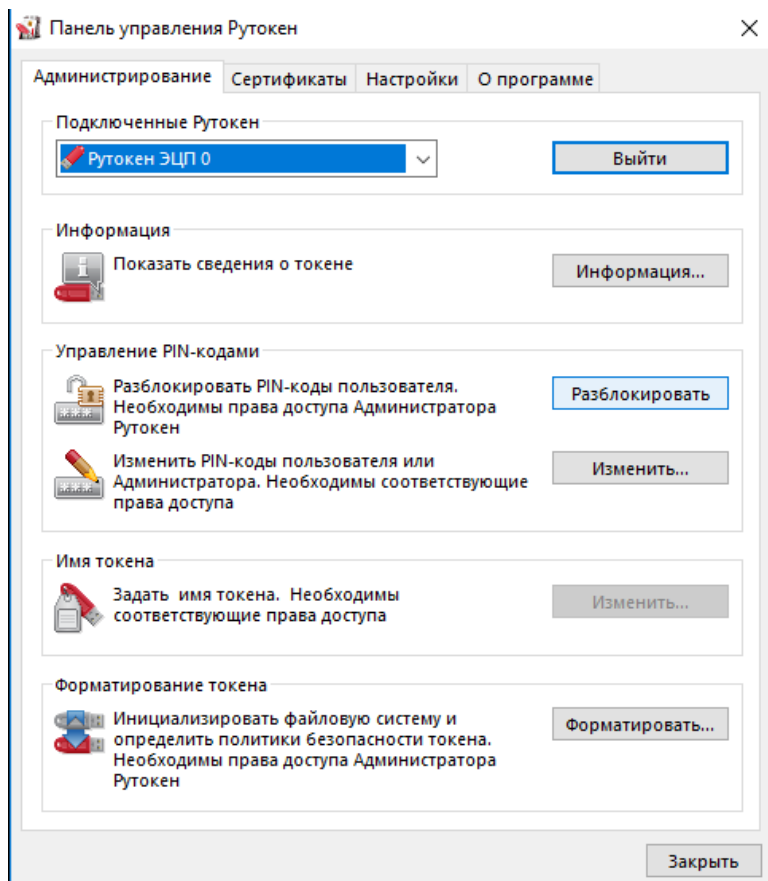 Панель управления Рутокен
Администрирование Сертификаты Настройки О программе
Подключенные Рутокен
Рутокен ЭЦП 0
Выйти
Информация
Показать сведения о токене
Информация...
Управление PIN-кодами
Разблокировать PIN-коды пользователя.
Необходимы права доступа Администратора
Рутокен
Разблокировать
Изменить PIN-коды пользователя или
Администратора. Необходимы соответствующие
права доступа
Изменить...
Имя токена
Задать имя токена. Необходимы
соответствующие права доступа
Изменить...
Форматирование токена
Инициализировать файловую систему и
определить политики безопасности токена.
Необходимы права доступа Администратора
Рутокен
Форматировать...
Закрыть